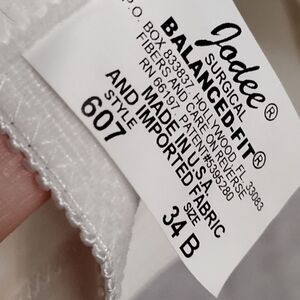 Jodee®
SURGICAL
BALANCED-FIT®
P.O. BOX 833837, HOLLYWOOD, FL 33083
FIBERS AND CARE ON REVERSE
RN 66197 PATENTS#5395280
MADE IN U.S.A.
AND IMPORTED FABRIC
STYLE SIZE
607 34 B